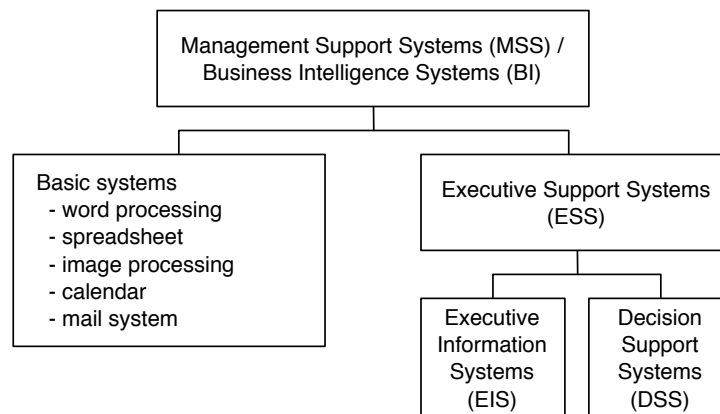 Management Support Systems (MSS) /
Business Intelligence Systems (BI)
Basic systems
- word processing
- spreadsheet
- image processing
- calendar
- mail system
Executive Support Systems
(ESS)
Executive
Information
Systems
(EIS)
Decision
Support
Systems
(DSS)